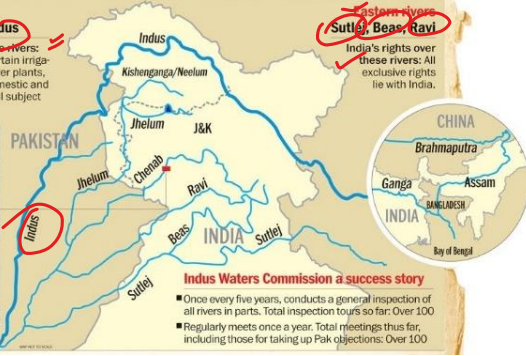 dus
e rivers:
tain irriga-
er plants,
mestic and
l subject
Eastern rivers
Sutlej, Beas, Ravi
India's rights over
these rivers: All
exclusive rights
lie with India.
Indus
Kishenganga/Neelum
Jhelum
J&K
PAKISTAN
Jhelum
Chenab
Ravi
Indus
Beas
INDIA
Sutlej
Sutlej
CHINA
Brahmaputra
Ganga
Assam
BANGLADESH
INDIA
Bay of Bengal
Indus Waters Commission a success story
■ Once every five years, conducts a general inspection of
all rivers in parts. Total inspection tours so far: Over 100
■ Regularly meets once a year. Total meetings thus far,
including those for taking up Pak objections: Over 100
MAP NOT TO SCALE